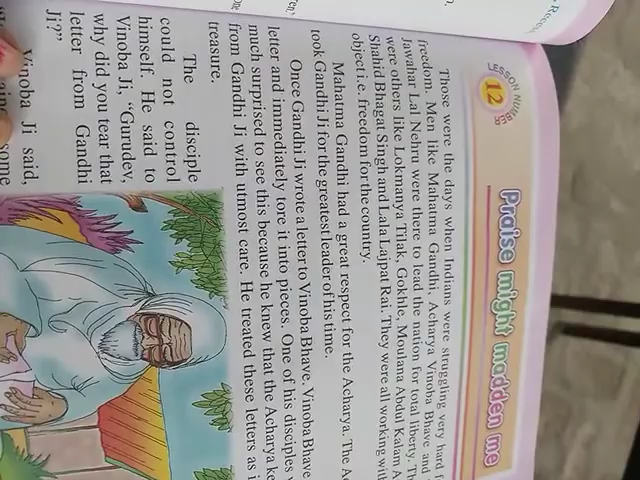 LESSON NUMBER
12
Praise might madden me
Those were the days when Indians were struggling very hard
freedom. Men like Mahatma Gandhi, Acharya Vinoba Bhave and
Jawahar Lal Nehru were there to lead the nation for total liberty.
were others like Lokmanya Tilak, Gokhle, Moulana Abdul Kalam
Shahid Bhagat Singh and Lala Lajpat Rai. They were all working
object i.e. freedom for the country.
Mahatma Gandhi had a great respect for the Acharya. The
took Gandhi Ji for the greatest leader of his time.
Once Gandhi Ji wrote a letter to Vinoba Bhave. Vinoba Bhave
letter and immediately tore it into pieces. One of his disciples
much surprised to see this because he knew that the Acharya
from Gandhi Ji with utmost care. He treated these letters as
treasure.
The disciple
could not control
himself. He said to
Vinoba Ji, "Gurudev,
why did you tear that
letter from Gandhi
Ji?"
Vinoba Ji said,
some